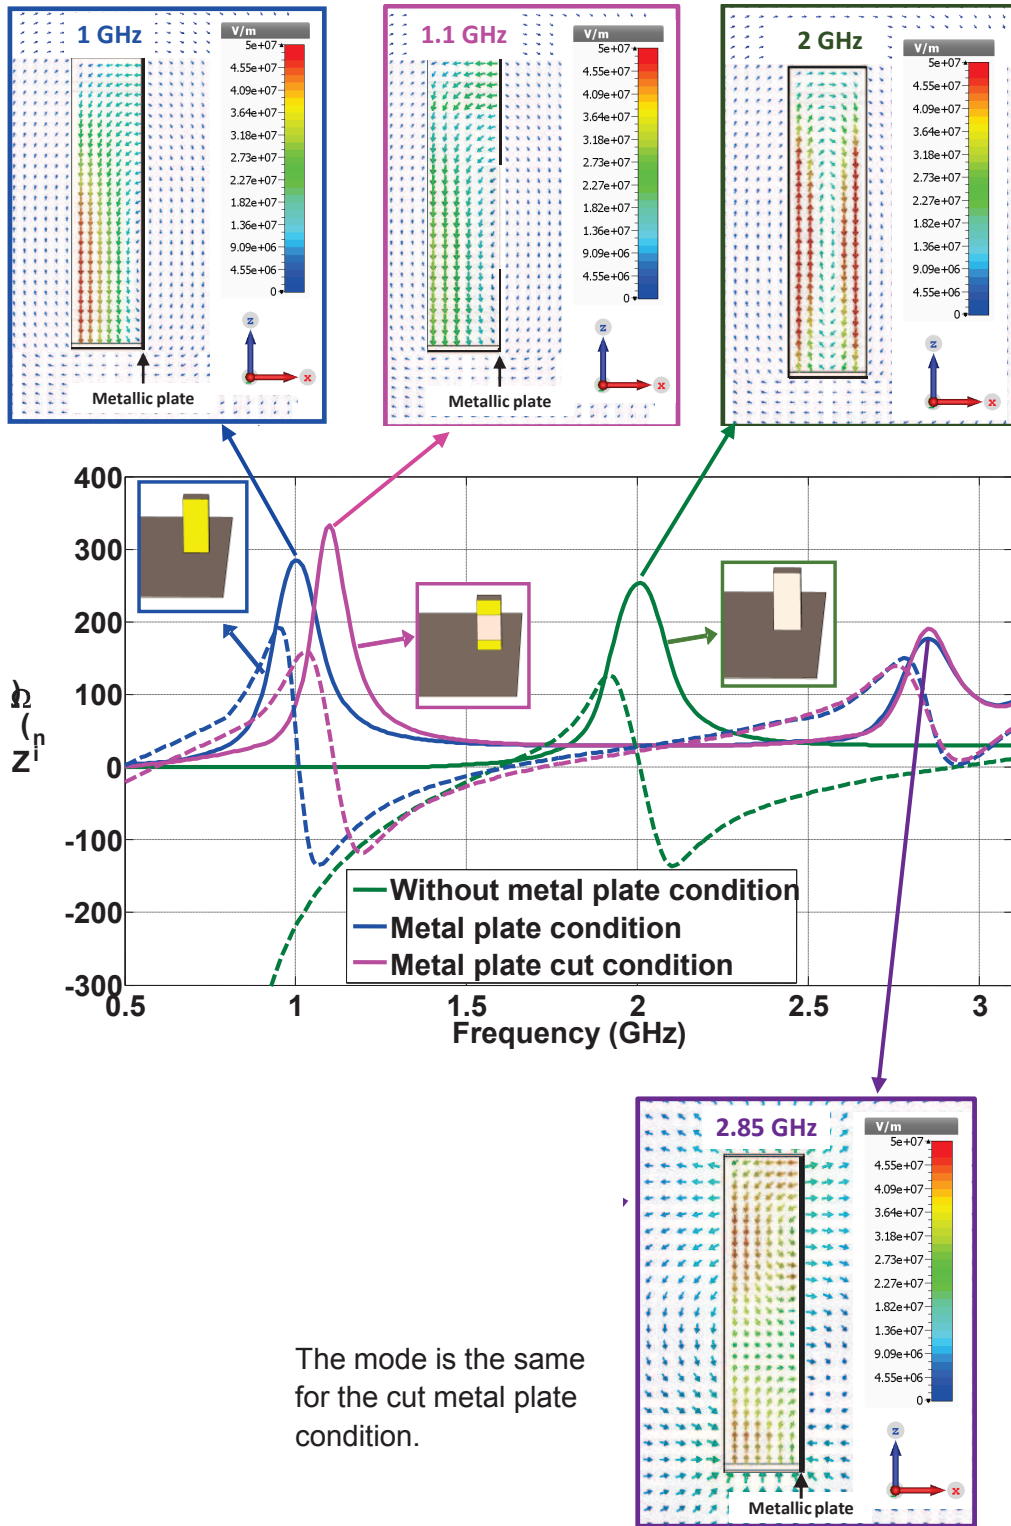 1 GHz
V/m
5e+07
4.55e+07
4.09e+07
3.64e+07
3.18e+07
2.73e+07
2.27e+07
1.82e+07
1.36e+07
9.09e+06
4.55e+06
0
z
x
Metallic plate
1.1 GHz
V/m
5e+07
4.55e+07
4.09e+07
3.64e+07
3.18e+07
2.73e+07
2.27e+07
1.82e+07
1.36e+07
9.09e+06
4.55e+06
0
z
x
Metallic plate
2 GHz
V/m
5e+07
4.55e+07
4.09e+07
3.64e+07
3.18e+07
2.73e+07
2.27e+07
1.82e+07
1.36e+07
9.09e+06
4.55e+06
0
z
x
400
300
200
100
0
-100
-200
-300
Zin (Ω)
Without metal plate condition
Metal plate condition
Metal plate cut condition
0.5
1
1.5
2
2.5
3
Frequency (GHz)
2.85 GHz
V/m
5e+07
4.55e+07
4.09e+07
3.64e+07
3.18e+07
2.73e+07
2.27e+07
1.82e+07
1.36e+07
9.09e+06
4.55e+06
0
z
x
Metallic plate
The mode is the same
for the cut metal plate
condition.